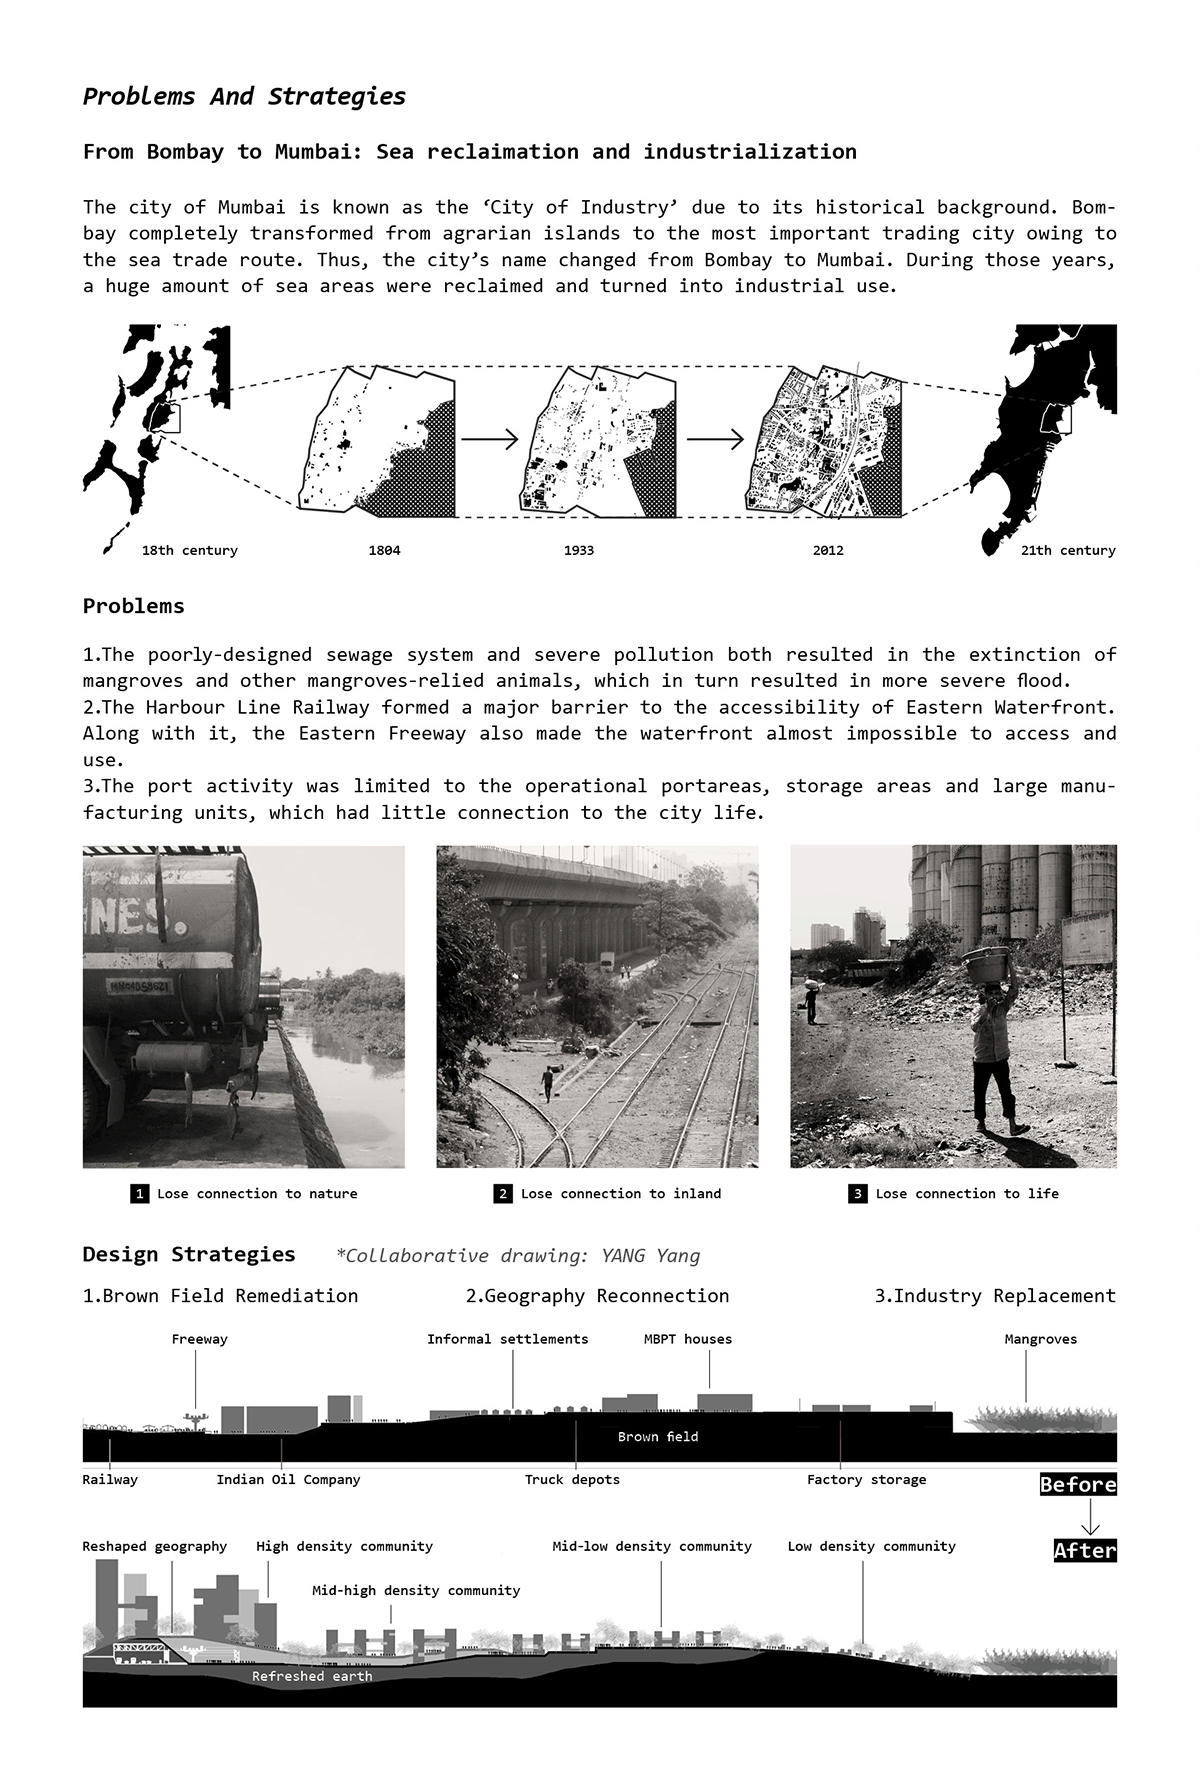 Problems And Strategies
From Bombay to Mumbai: Sea reclaimation and industrialization
The city of Mumbai is known as the ‘City of Industry’ due to its historical background. Bom-
bay completely transformed from agrarian islands to the most important trading city owing to
the sea trade route. Thus, the city’s name changed from Bombay to Mumbai. During those years,
a huge amount of sea areas were reclaimed and turned into industrial use.
18th century
1804
1933
2012
21th century
Problems
1.The poorly-designed sewage system and severe pollution both resulted in the extinction of
mangroves and other mangroves-relied animals, which in turn resulted in more severe flood.
2.The Harbour Line Railway formed a major barrier to the accessibility of Eastern Waterfront.
Along with it, the Eastern Freeway also made the waterfront almost impossible to access and
use.
3.The port activity was limited to the operational portareas, storage areas and large manu-
facturing units, which had little connection to the city life.
NES.
1 Lose connection to nature
2 Lose connection to inland
3 Lose connection to life
Design Strategies *Collaborative drawing: YANG Yang
1.Brown Field Remediation
2.Geography Reconnection
3.Industry Replacement
Freeway
Informal settlements
MBPT houses
Mangroves
Brown field
Railway
Indian Oil Company
Truck depots
Factory storage
Before
After
Reshaped geography
High density community
Mid-low density community
Low density community
Mid-high density community
Refreshed earth